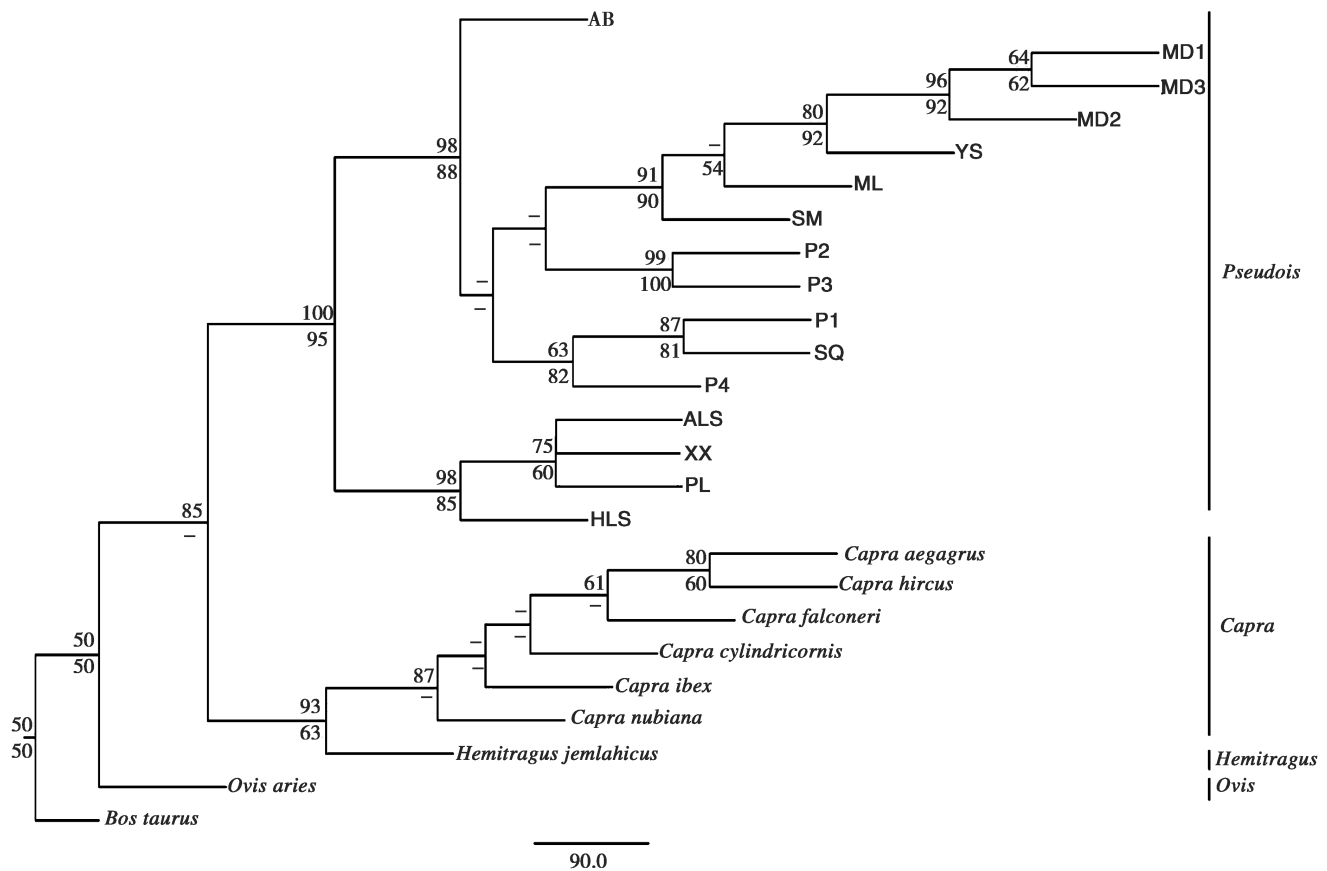 AB
MD1
64
MD3
62
96
MD2
92
80
YS
92
–
ML
54
91
SM
90
98
88
–
–
P2
99
P3
100
–
–
P1
87
SQ
81
63
P4
82
Pseudois
100
95
ALS
75
XX
60
PL
98
HLS
85
85
–
Capra aegagrus
80
Capra hircus
60
61
–
Capra falconeri
–
–
Capra cylindricornis
–
–
Capra ibex
87
–
Capra nubiana
Capra
93
63
Hemitragus jemlahicus
Hemitragus
50
50
Ovis aries
Ovis
50
50
Bos taurus
90.0